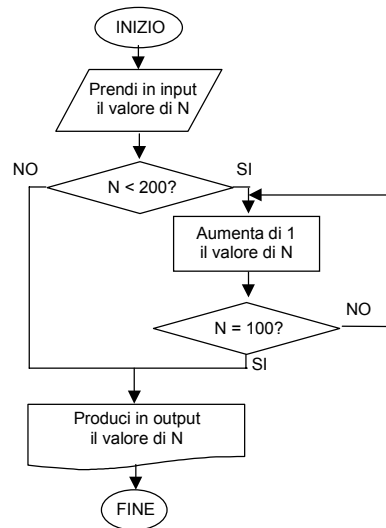 INIZIO
Prendi in input
il valore di N
NO
SI
N < 200?
Aumenta di 1
il valore di N
NO
N = 100?
SI
Produci in output
il valore di N
FINE